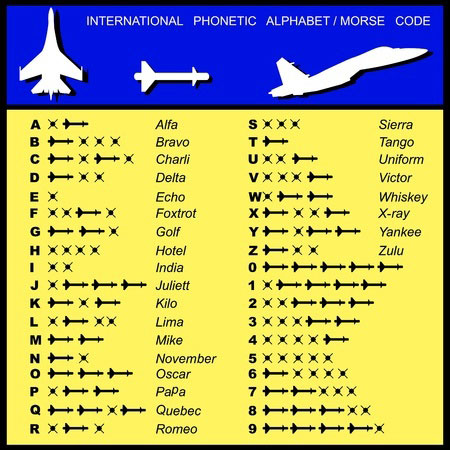 INTERNATIONAL PHONETIC ALPHABET / MORSE CODE
A Alfa
B Bravo
C Charli
D Delta
E Echo
F Foxtrot
G Golf
H Hotel
I India
J Juliett
K Kilo
L Lima
M Mike
N November
O Oscar
P Papa
Q Quebec
R Romeo
S Sierra
T Tango
U Uniform
V Victor
W Whiskey
X X-ray
Y Yankee
Z Zulu
0
1
2
3
4
5
6
7
8
9